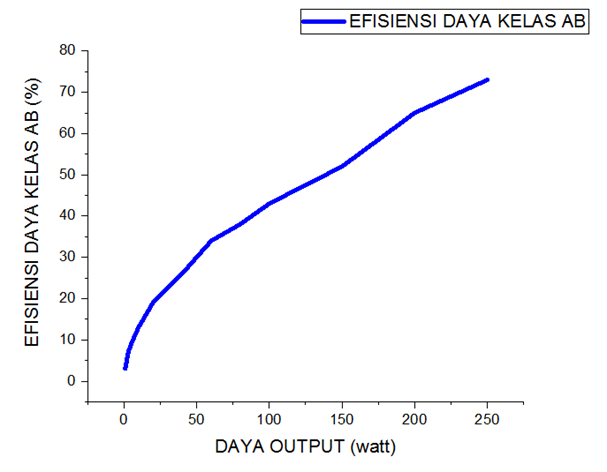 EFISIENSI DAYA KELAS AB
80
70
60
50
40
30
20
10
0
EFISIENSI DAYA KELAS AB (%)
0 50 100 150 200 250
DAYA OUTPUT (watt)